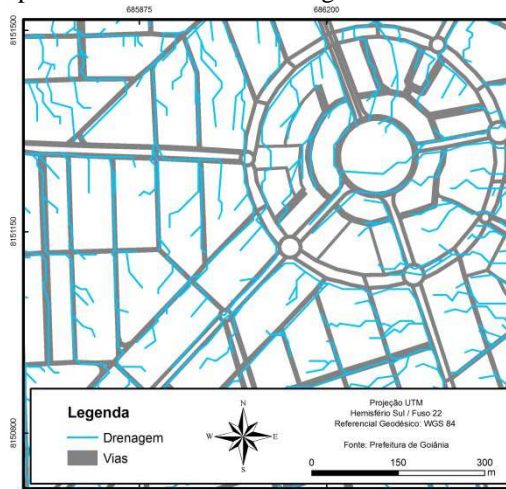 685875
686200
8151500
8151150
8150800
Legenda
Drenagem
Vias
N
W
E
S
Projeção UTM
Hemisfério Sul / Fuso 22
Referencial Geodésico: WGS 84
Fonte: Prefeitura de Goiânia
0
150
300
m